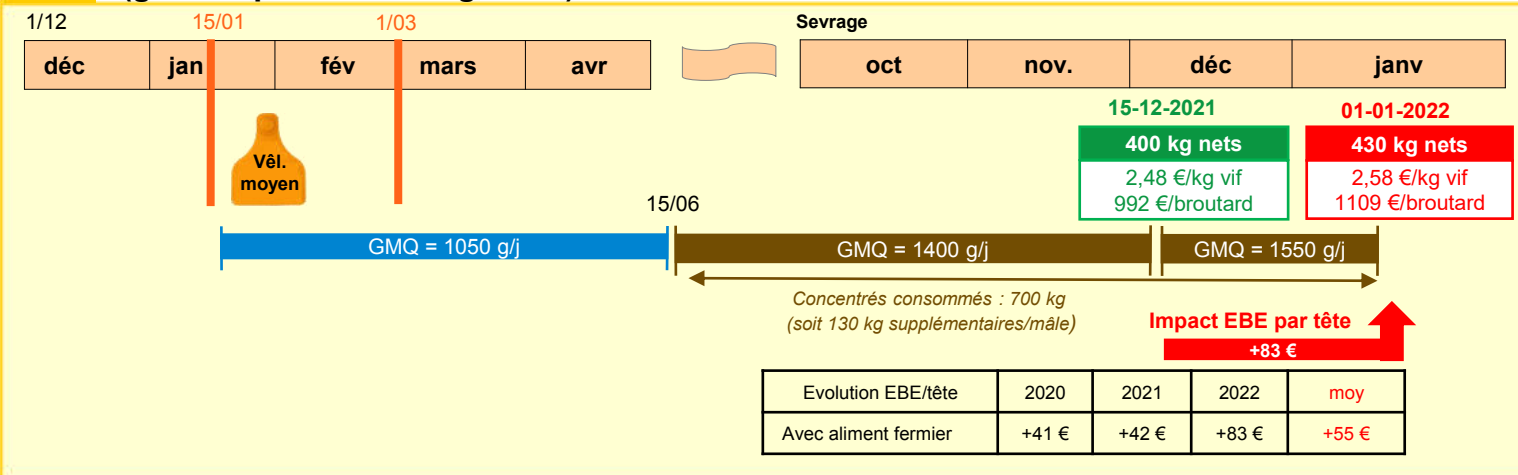 1/12 15/01 1/03 Sevrage
déc jan fév mars avr oct nov. déc janv
Vêl.
moyen
15-12-2021
400 kg nets
2,48 €/kg vif
992 €/broutard
01-01-2022
430 kg nets
2,58 €/kg vif
1109 €/broutard
15/06
GMQ = 1050 g/j GMQ = 1400 g/j GMQ = 1550 g/j
Concentrés consommés : 700 kg
(soit 130 kg supplémentaires/mâle)
Impact EBE par tête
+83 €
Evolution EBE/tête 2020 2021 2022 moy
Avec aliment fermier +41 € +42 € +83 € +55 €